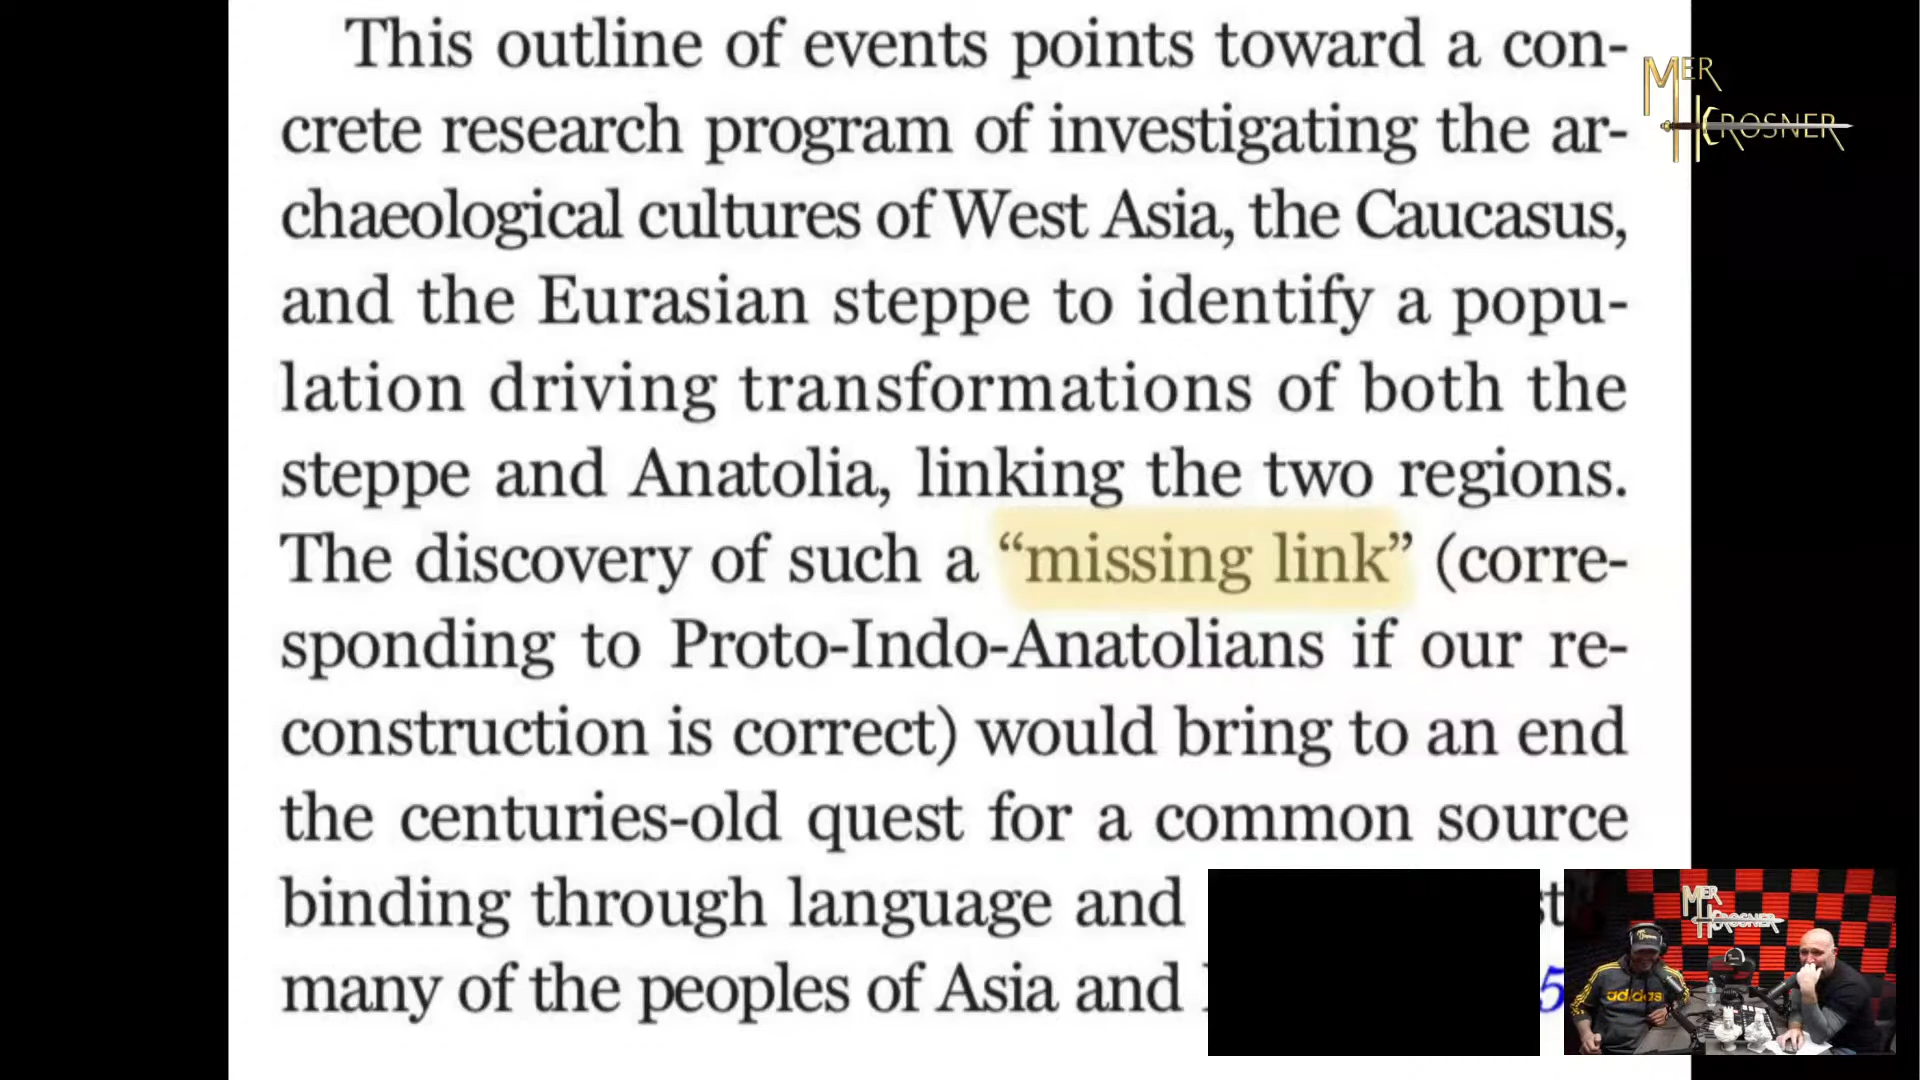 This outline of events points toward a con-
crete research program of investigating the ar-
chaeological cultures of West Asia, the Caucasus,
and the Eurasian steppe to identify a popu-
lation driving transformations of both the
steppe and Anatolia, linking the two regions.
The discovery of such a “missing link” (corre-
sponding to Proto-Indo-Anatolians if our re-
construction is correct) would bring to an end
the centuries-old quest for a common source
binding through language and
many of the peoples of Asia and
MER
HEROSNER
MER
HEROSNER
adidas